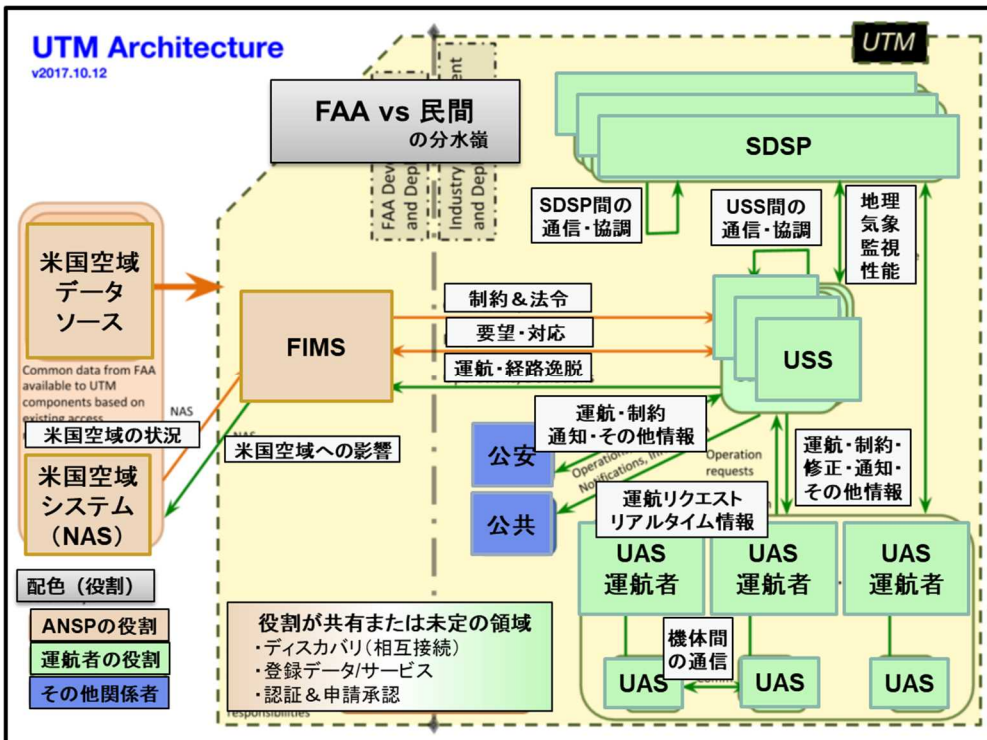 UTM Architecture
v2017.10.12
UTM
FAA vs 民間
の分水嶺
FAA Deve
and Deplo
Industry
ent
and Deplo
SDSP
SDSP間の
通信・協調
USS間の
通信・協調
地理
気象
監視
性能
米国空域
データ
ソース
Common data from FAA
available to UTM
components based on
existing access
FIMS
制約＆法令
要望・対応
運航・経路逸脱
USS
NAS
米国空域の状況
米国空域への影響
運航・制約
通知・その他情報
Operation
Notifications, In
Operation
requests
運航・制約・
修正・通知・
その他情報
米国空域
システム
（NAS）
公安
公共
運航リクエスト
リアルタイム情報
UAS
運航者
UAS
運航者
UAS
運航者
配色（役割）
ANSPの役割
運航者の役割
その他関係者
役割が共有または未定の領域
・ディスカバリ（相互接続）
・登録データ/サービス
・認証＆申請承認
responsibilities
機体間
の通信
UAS
UAS
UAS